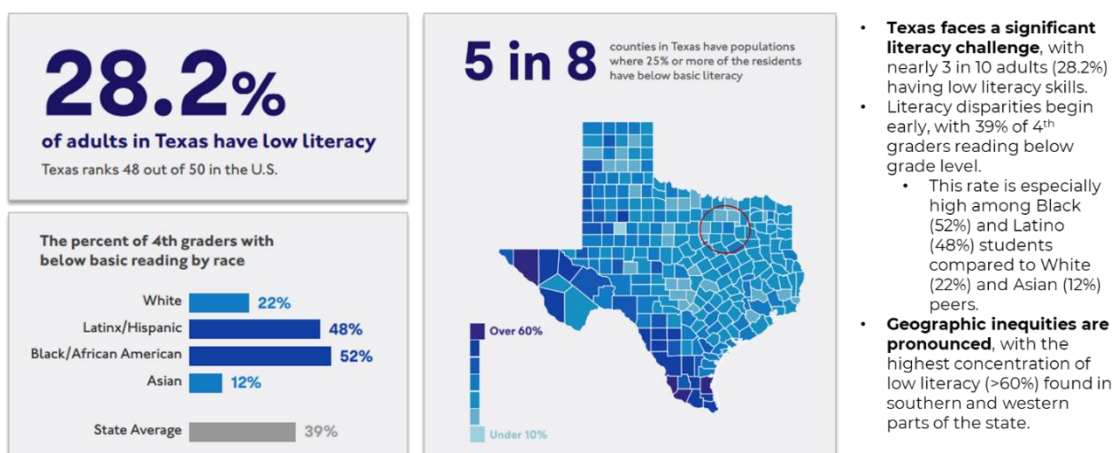 28.2%
of adults in Texas have low literacy
Texas ranks 48 out of 50 in the U.S.
The percent of 4th graders with
below basic reading by race
White 22%
Latinx/Hispanic 48%
Black/African American 52%
Asian 12%
State Average 39%
5 in 8
counties in Texas have populations
where 25% or more of the residents
have below basic literacy
Over 60%
Under 10%
• Texas faces a significant
literacy challenge, with
nearly 3 in 10 adults (28.2%)
having low literacy skills.
• Literacy disparities begin
early, with 39% of 4th
graders reading below
grade level.
• This rate is especially
high among Black
(52%) and Latino
(48%) students
compared to White
(22%) and Asian (12%)
peers.
• Geographic inequities are
pronounced, with the
highest concentration of
low literacy (>60%) found in
southern and western
parts of the state.